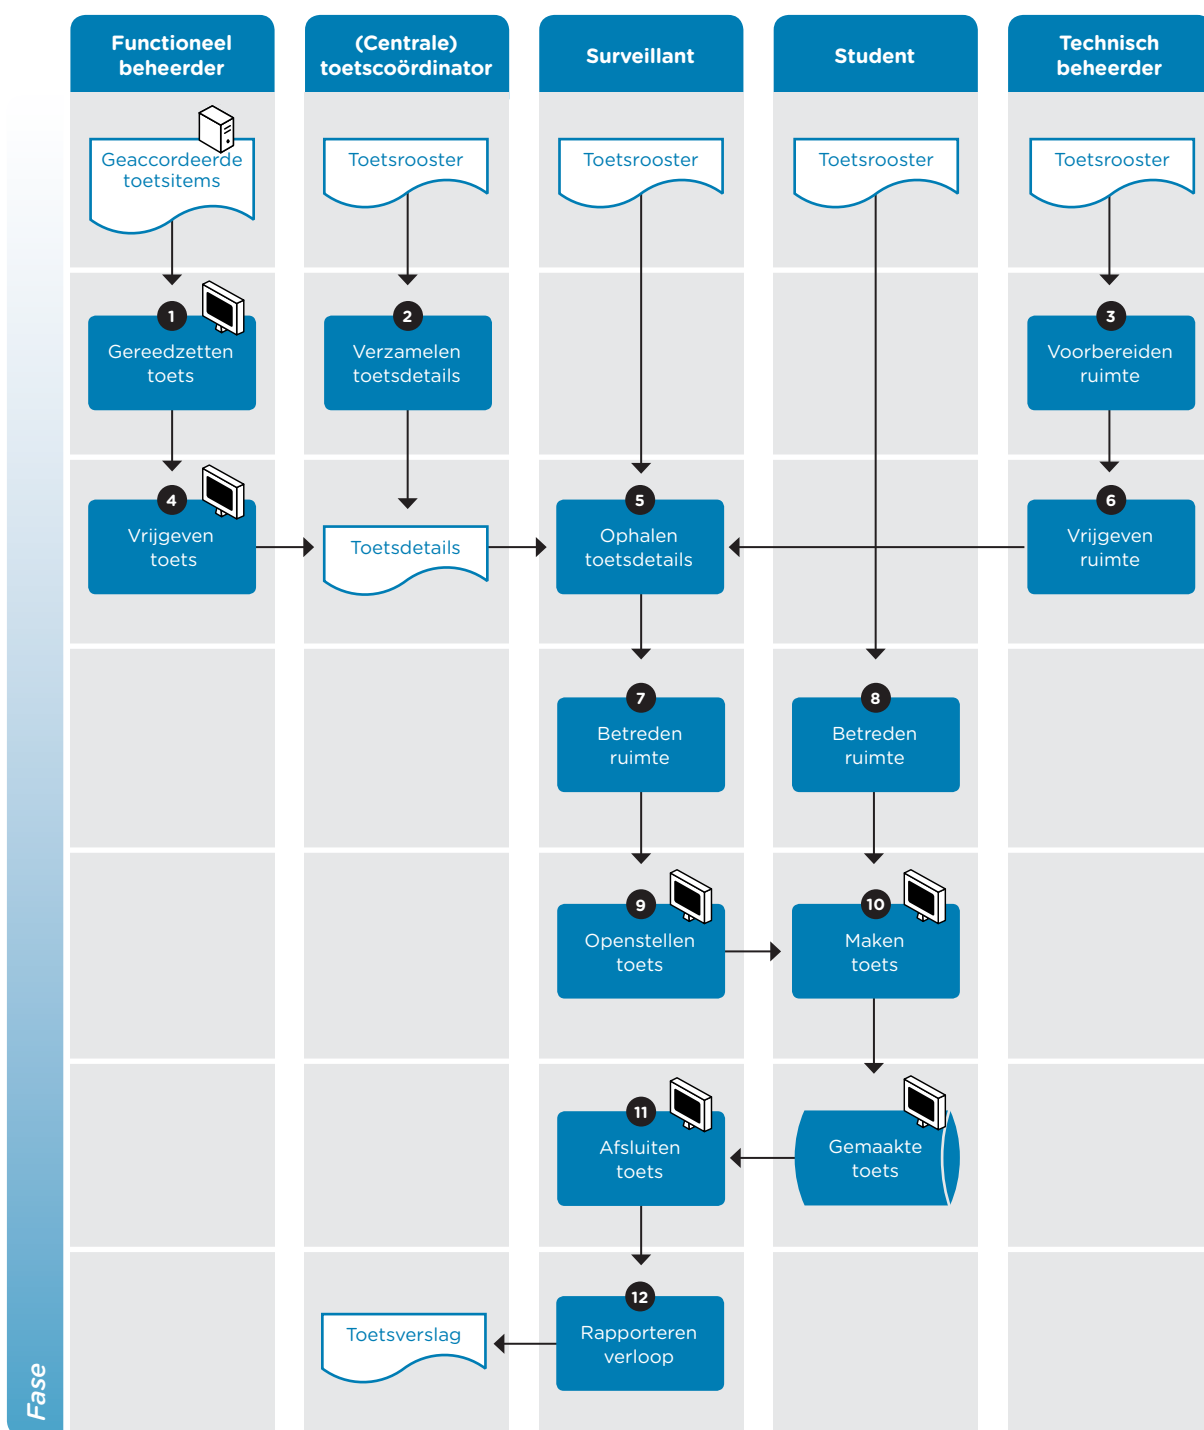 Functioneel
beheerder
(Centrale)
toetscoördinator
Surveillant
Student
Technisch
beheerder
Geaccordeerde
toetsitems
Toetsrooster
Toetsrooster
Toetsrooster
Toetsrooster
1
Gereedzetten
toets
2
Verzamelen
toetsdetails
3
Voorbereiden
ruimte
4
Vrijgeven
toets
Toetsdetails
5
Ophalen
toetsdetails
6
Vrijgeven
ruimte
7
Betreden
ruimte
8
Betreden
ruimte
9
Openstellen
toets
10
Maken
toets
11
Afsluiten
toets
Gemaakte
toets
Toetsverslag
12
Rapporteren
verloop
Fase